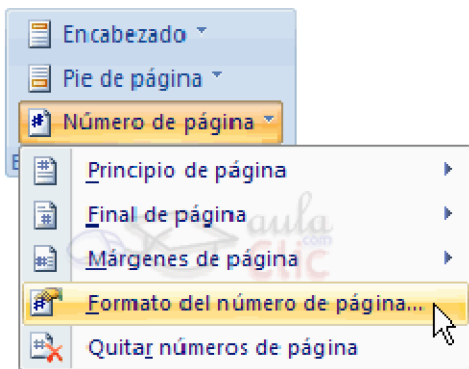 Encabezado
Pie de página
Número de página
E
Principio de página
Final de página
aula
.com
Clic
Márgenes de página
Formato del número de página...
Quitar números de página